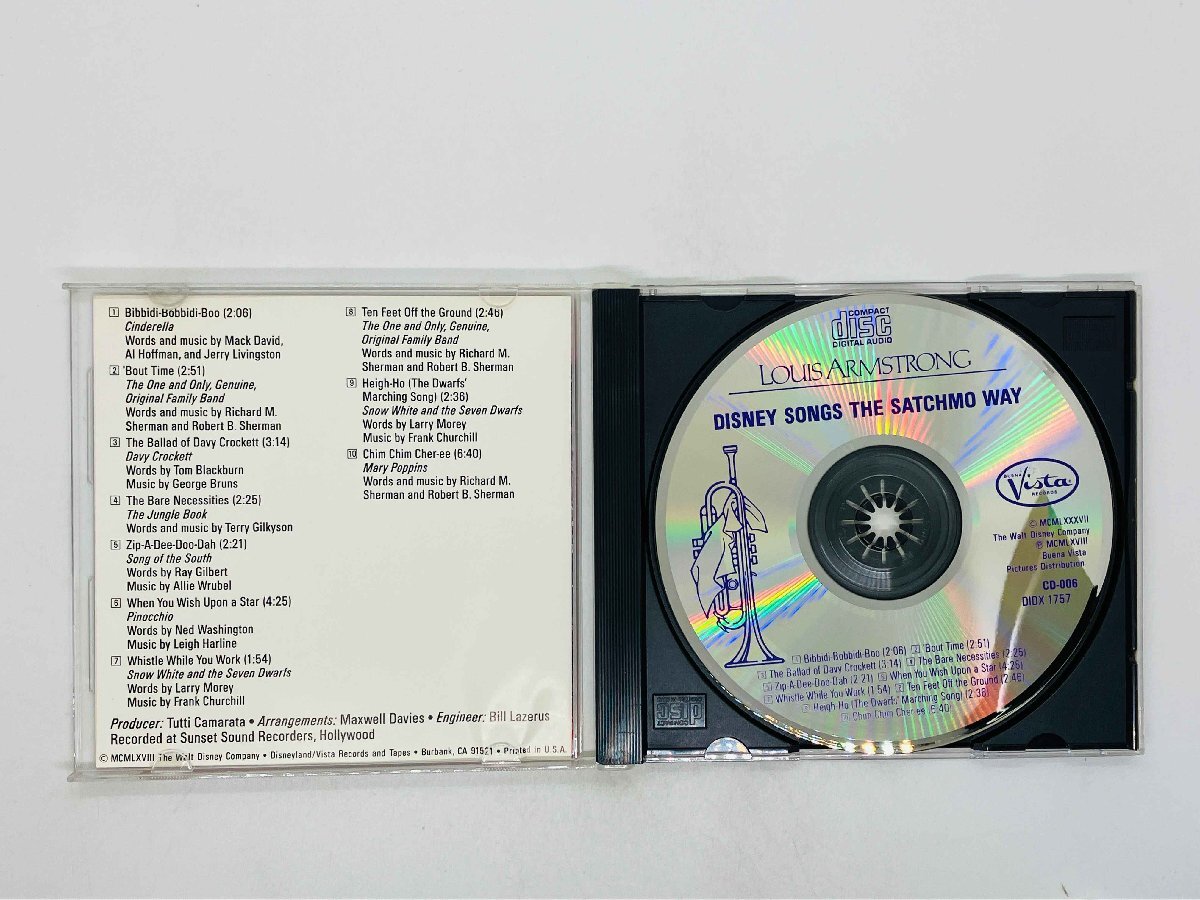 1 Bibbidi-Bobbidi-Boo (2:06)
Cinderella
Words and music by Mack David,
Al Hoffman, and Jerry Livingston
2 'Bout Time (2:51)
The One and Only, Genuine,
Original Family Band
Words and music by Richard M.
Sherman and Robert B. Sherman
3 The Ballad of Davy Crockett (3:14)
Davy Crockett
Words by Tom Blackburn
Music by George Bruns
4 The Bare Necessities (2:25)
The Jungle Book
Words and music by Terry Gilkyson
5 Zip-A-Dee-Doo-Dah (2:21)
Song of the South
Words by Ray Gilbert
Music by Allie Wrubel
6 When You Wish Upon a Star (4:25)
Pinocchio
Words by Ned Washington
Music by Leigh Harline
7 Whistle While You Work (1:54)
Snow White and the Seven Dwarfs
Words by Larry Morey
Music by Frank Churchill
8 Ten Feet Off the Ground (2:46)
The One and Only, Genuine,
Original Family Band
Words and music by Richard M.
Sherman and Robert B. Sherman
9 Heigh-Ho (The Dwarfs'
Marching Song) (2:36)
Snow White and the Seven Dwarfs
Words by Larry Morey
Music by Frank Churchill
10 Chim Chim Cher-ee (6:40)
Mary Poppins
Words and music by Richard M.
Sherman and Robert B. Sherman
Producer: Tutti Camarata • Arrangements: Maxwell Davies • Engineer: Bill Lazerus
Recorded at Sunset Sound Recorders, Hollywood
© MCMLXVIII The Walt Disney Company • Disneyland/Vista Records and Tapes • Burbank, CA 91521 • Printed in U.S.A.
COMPACT
disc
DIGITAL AUDIO
LOUIS ARMSTRONG
DISNEY SONGS THE SATCHMO WAY
BUENA
Vista
RECORDS
© MCMLXXXVII
The Walt Disney Company
℗ MCMLXVIII
Buena Vista
Pictures Distribution
CD-006
DIDX 1757
1 Bibbidi-Bobbidi-Boo (2:06) 2 'Bout Time (2:51)
3 The Ballad of Davy Crockett (3:14) 4 The Bare Necessities (2:25)
5 Zip-A-Dee-Doo-Dah (2:21) 6 When You Wish Upon a Star (4:25)
7 Whistle While You Work (1:54) 8 Ten Feet Off the Ground (2:46)
9 Heigh-Ho (The Dwarfs' Marching Song) (2:36)
10 Chim Chim Cher-ee (6:40)
COMPACT
disc